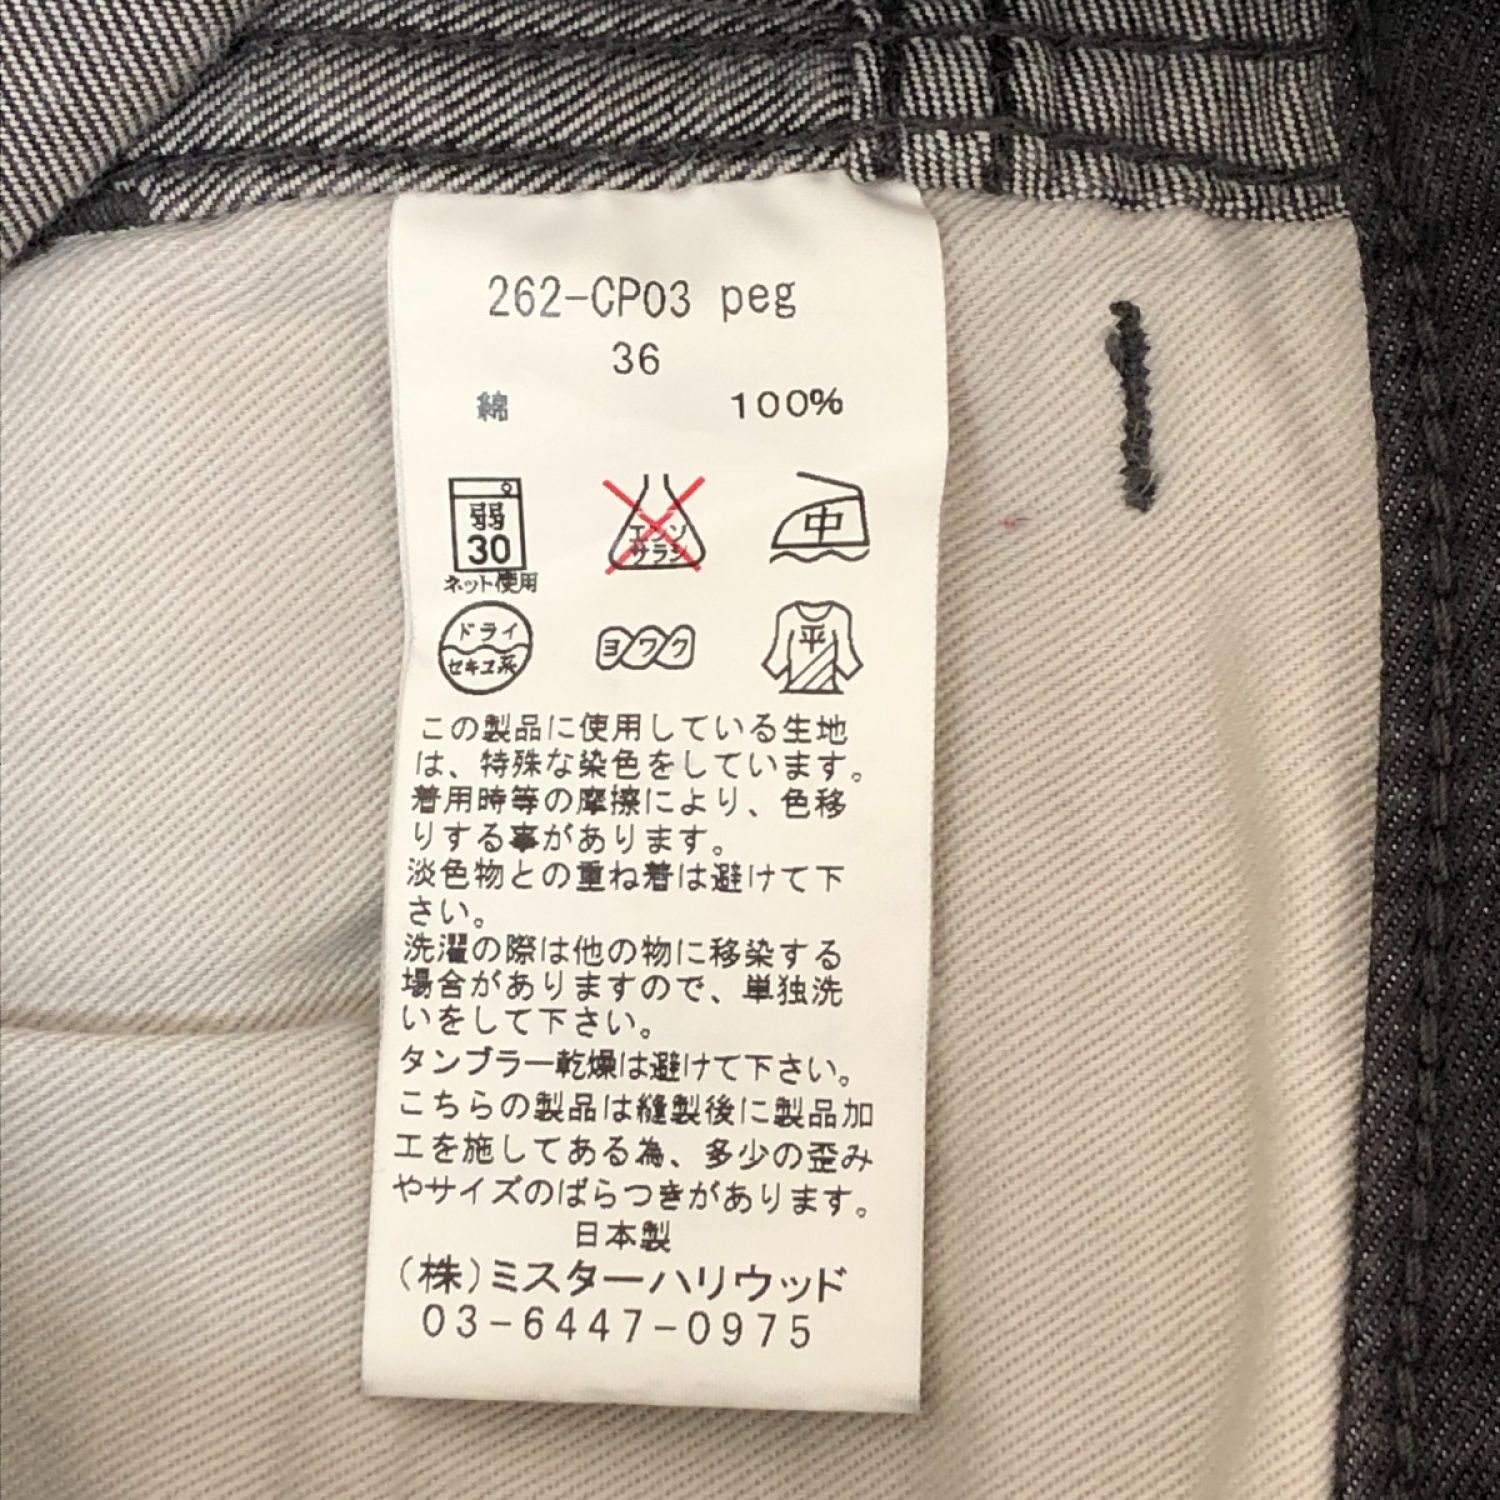 262-CP03 peg
36
綿 100%
弱
30
ネット使用
エンソ
サラシ
中
ドライ
セキユ系
ヨワク
平
この製品に使用している生地
は、特殊な染色をしています。
着用時等の摩擦により、色移
りする事があります。
淡色物との重ね着は避けて下
さい。
洗濯の際は他の物に移染する
場合がありますので、単独洗
いをして下さい。
タンブラー乾燥は避けて下さい。
こちらの製品は縫製後に製品加
工を施してある為、多少の歪み
やサイズのばらつきがあります。
日本製
(株)ミスターハリウッド
03-6447-0975